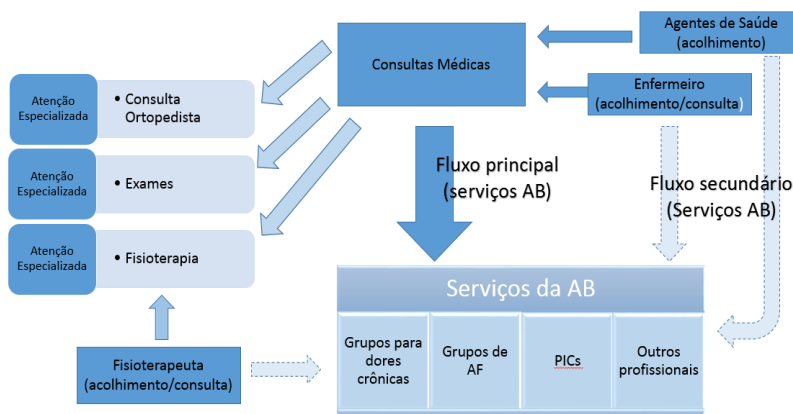 Agentes de Saúde
(acolhimento)
Consultas Médicas
Enfermeiro
(acolhimento/consulta)
Atenção
Especializada
• Consulta
Ortopedista
Atenção
Especializada
• Exames
Atenção
Especializada
• Fisioterapia
Fluxo principal
(serviços AB)
Fluxo secundário
(Serviços AB)
Serviços da AB
Grupos para
dores
crônicas
Grupos de
AF
PICs
Outros
profissionais
Fisioterapeuta
(acolhimento/consulta)